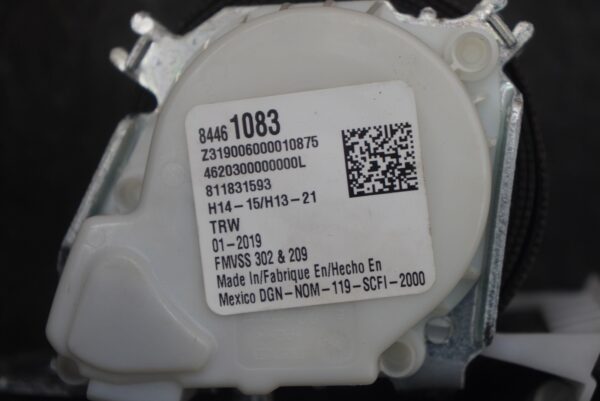 8446 1083
Z319006000010875
4620300000000L
811831593
H14-15/H13-21
TRW
01-2019
FMVSS 302 & 209
Made In/Fabrique En/Hecho En
Mexico DGN-NOM-119-SCFI-2000